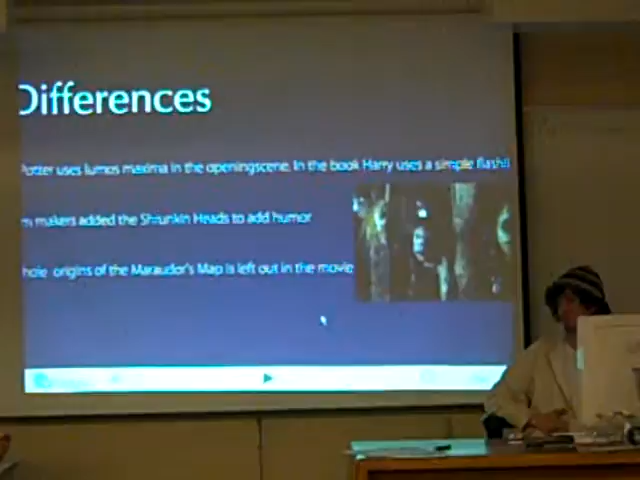 Differences
Potter uses lumos maxima in the openingscene. In the book Harry uses a simple flashli
m makers added the Shrunkin Heads to add humor
hole origins of the Maraudor's Map is left out in the movie